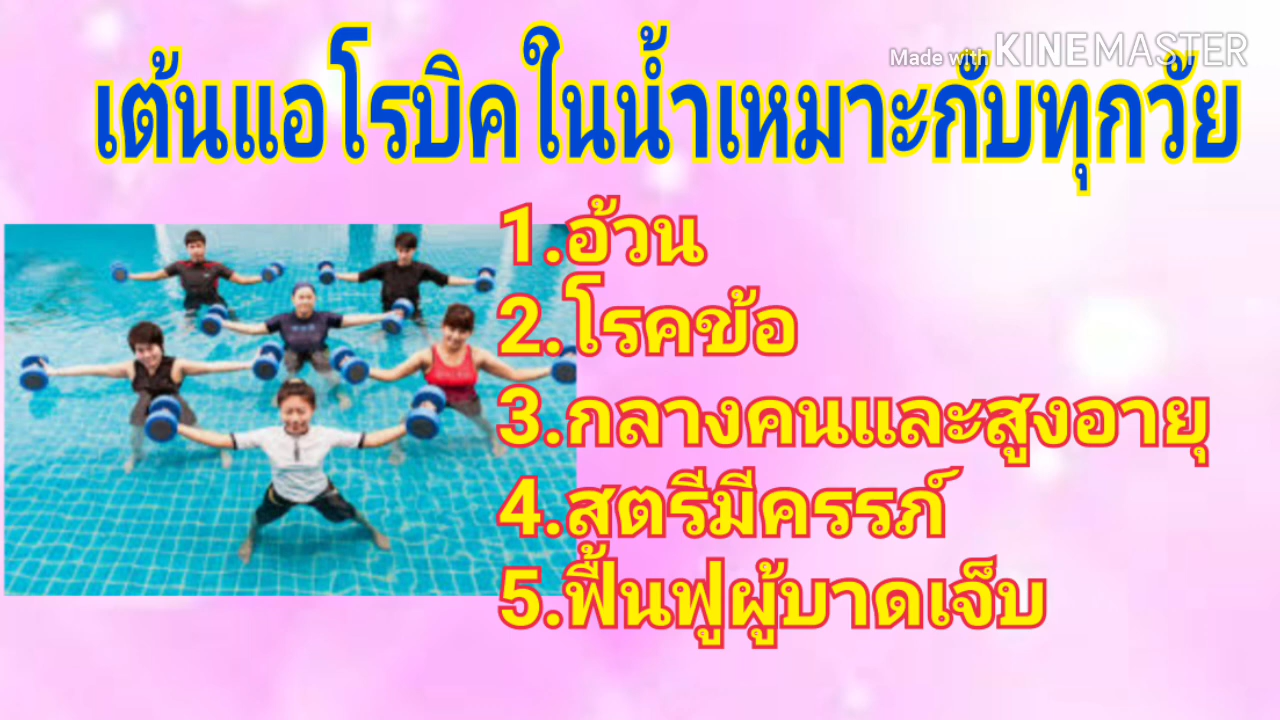 Made with KINEMASTER
เต้นแอโรบิคในน้ำเหมาะกับทุกวัย
1.อ้วน
2.โรคข้อ
3.กลางคนและสูงอายุ
4.สตรีมีครรภ์
5.ฟื้นฟูผู้บาดเจ็บ